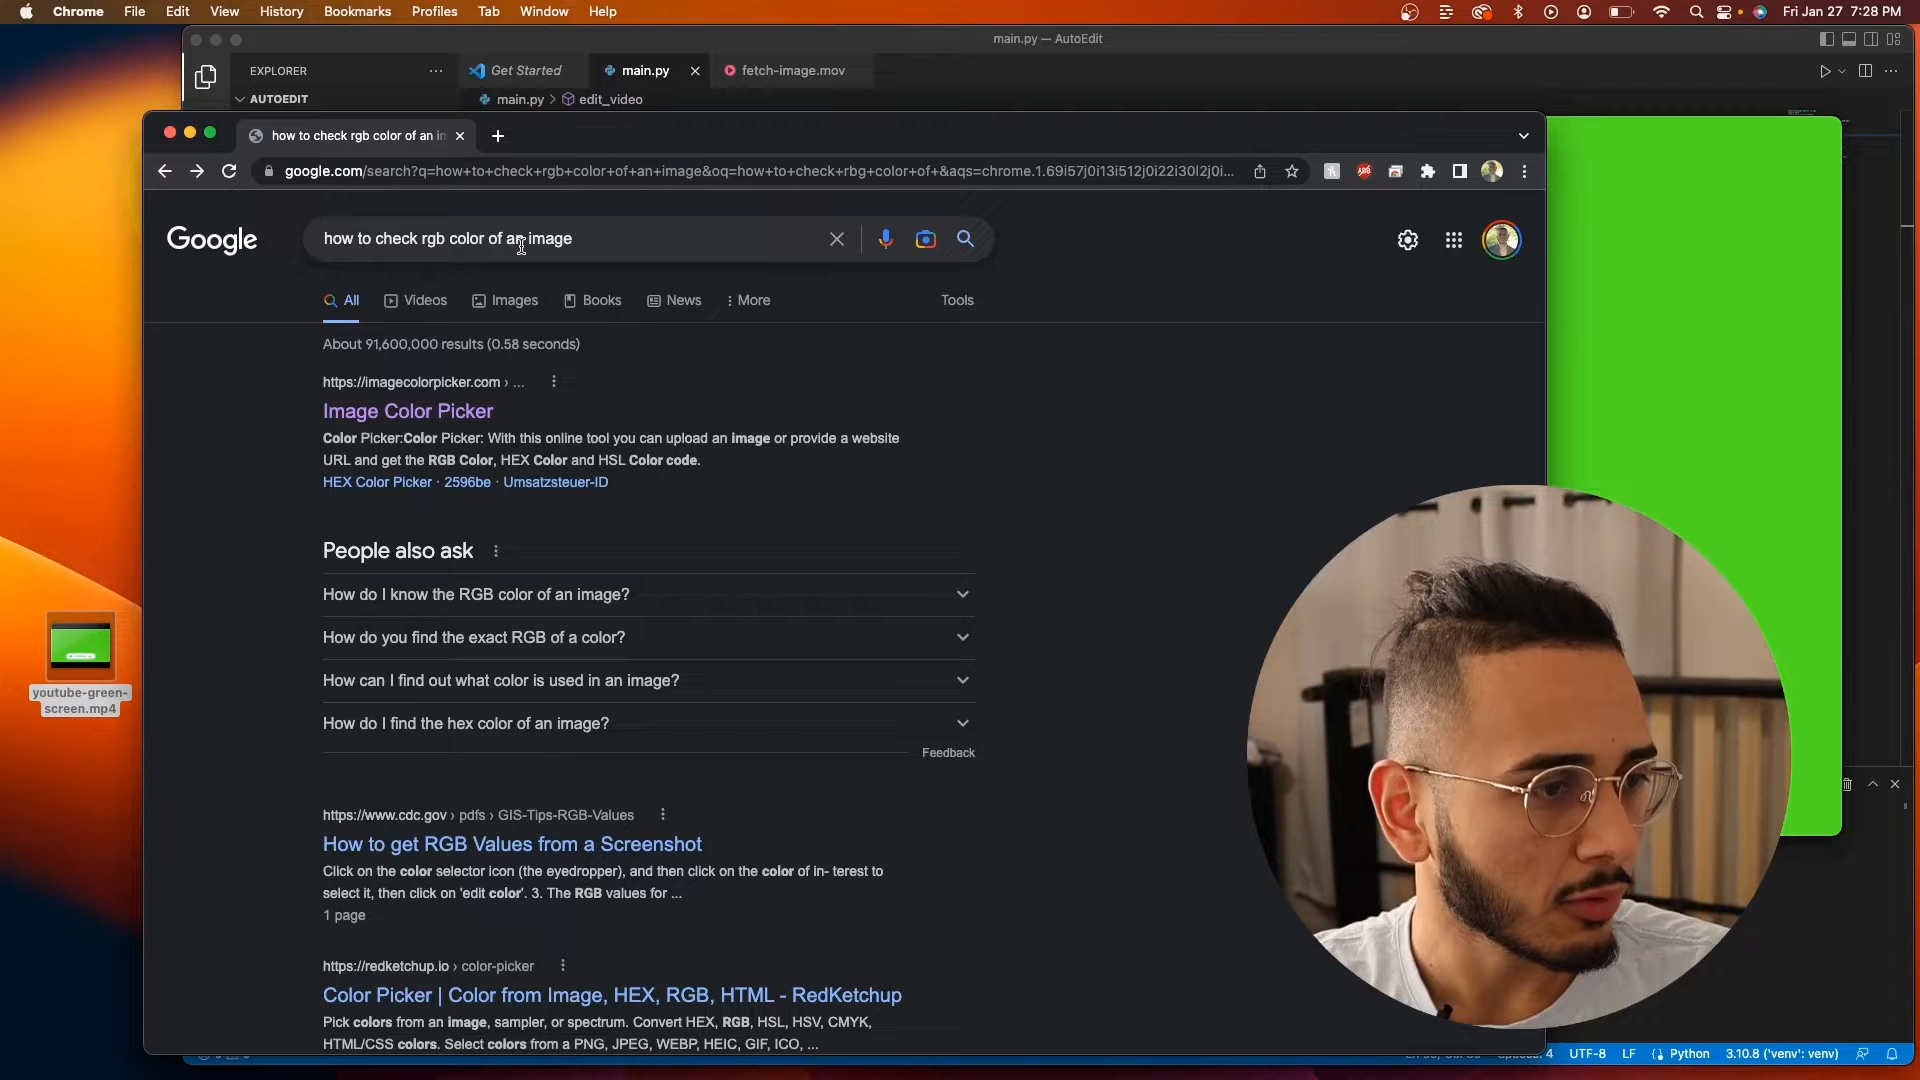 Chrome File Edit View History Bookmarks Profiles Tab Window Help Fri Jan 27 7:28 PM
main.py — AutoEdit
EXPLORER ··· Get Started main.py fetch-image.mov
AUTOEDIT main.py > edit_video
how to check rgb color of an i
google.com/search?q=how+to+check+rgb+color+of+an+image&oq=how+to+check+rbg+color+of+&aqs=chrome.1.69i57j0i13i512j0i22i30l2j0i...
Google
how to check rgb color of an image
All Videos Images Books News More Tools
About 91,600,000 results (0.58 seconds)
https://imagecolorpicker.com › ...
Image Color Picker
Color Picker:Color Picker: With this online tool you can upload an image or provide a website
URL and get the RGB Color, HEX Color and HSL Color code.
HEX Color Picker · 2596be · Umsatzsteuer-ID
People also ask
How do I know the RGB color of an image?
How do you find the exact RGB of a color?
How can I find out what color is used in an image?
How do I find the hex color of an image?
Feedback
https://www.cdc.gov › pdfs › GIS-Tips-RGB-Values
How to get RGB Values from a Screenshot
Click on the color selector icon (the eyedropper), and then click on the color of in- terest to
select it, then click on 'edit color'. 3. The RGB values for ...
1 page
https://redketchup.io › color-picker
Color Picker | Color from Image, HEX, RGB, HTML - RedKetchup
Pick colors from an image, sampler, or spectrum. Convert HEX, RGB, HSL, HSV, CMYK,
HTML/CSS colors. Select colors from a PNG, JPEG, WEBP, HEIC, GIF, ICO, ...
youtube-green-
screen.mp4
UTF-8 LF Python 3.10.8 ('venv': venv)